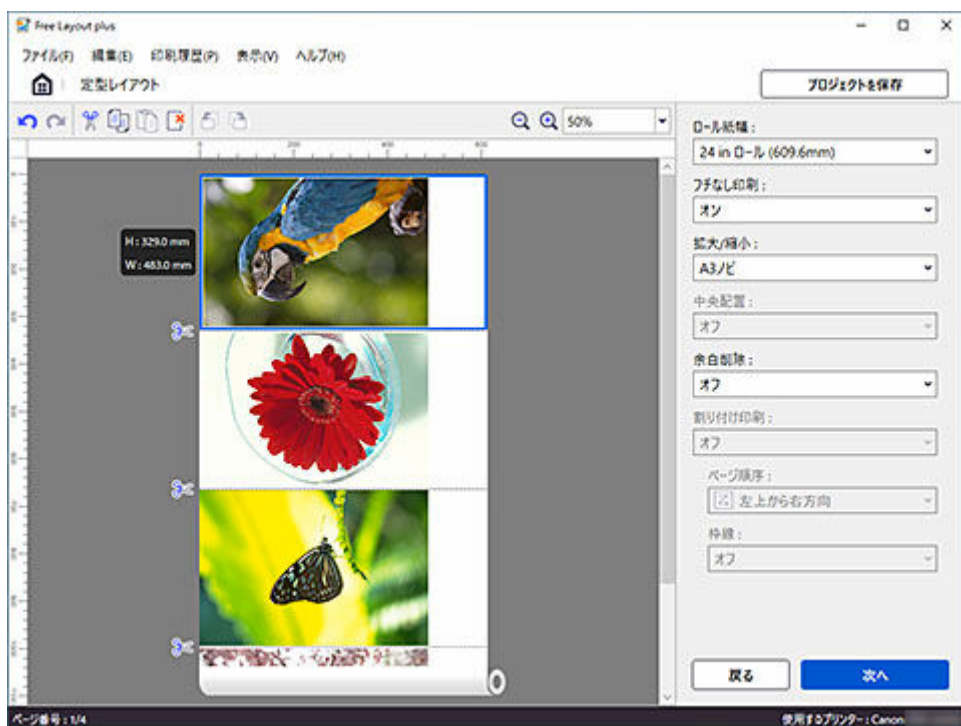 Free Layout plus
ファイル(F) 編集(E) 印刷履歴(P) 表示(V) ヘルプ(H)
定型レイアウト
プロジェクトを保存
50%
0 200 400 600
ロール紙幅：
24 in ロール (609.6mm)
フチなし印刷：
オン
拡大/縮小：
A3ノビ
中央配置：
オフ
余白削除：
オフ
割り付け印刷：
オフ
ページ順序：
左上から右方向
枠線：
オフ
H : 329.0 mm
W : 483.0 mm
戻る
次へ
ページ番号：1/4
使用するプリンター：Canon